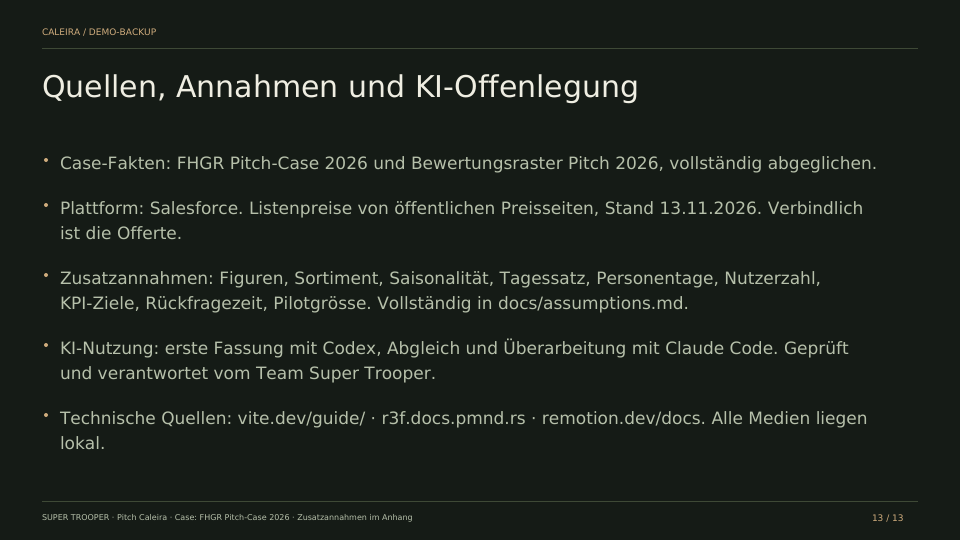 CALEIRA / DEMO-BACKUP
Quellen, Annahmen und KI-Offenlegung
• Case-Fakten: FHGR Pitch-Case 2026 und Bewertungsraster Pitch 2026, vollständig abgeglichen.
• Plattform: Salesforce. Listenpreise von öffentlichen Preisseiten, Stand 13.11.2026. Verbindlich
ist die Offerte.
• Zusatzannahmen: Figuren, Sortiment, Saisonalität, Tagessatz, Personentage, Nutzerzahl,
KPI-Ziele, Rückfragezeit, Pilotgrösse. Vollständig in docs/assumptions.md.
• KI-Nutzung: erste Fassung mit Codex, Abgleich und Überarbeitung mit Claude Code. Geprüft
und verantwortet vom Team Super Trooper.
• Technische Quellen: vite.dev/guide/ · r3f.docs.pmnd.rs · remotion.dev/docs. Alle Medien liegen
lokal.
SUPER TROOPER · Pitch Caleira · Case: FHGR Pitch-Case 2026 · Zusatzannahmen im Anhang
13 / 13